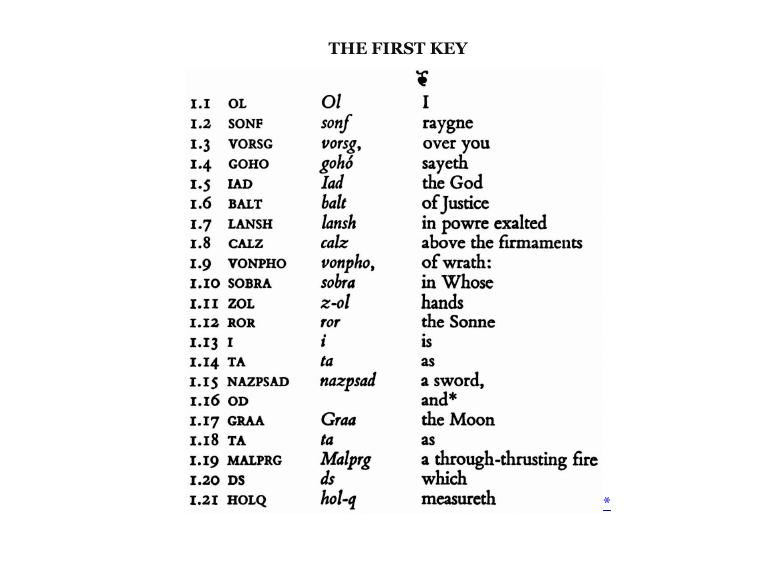 THE FIRST KEY
1.1 OL Ol I
1.2 SONF sonf raygne
1.3 VORSG vorsg, over you
1.4 GOHO gohó sayeth
1.5 IAD Iad the God
1.6 BALT balt of Justice
1.7 LANSH lansh in powre exalted
1.8 CALZ calz above the firmaments
1.9 VONPHO vonpho, of wrath:
1.10 SOBRA sobra in Whose
1.11 ZOL z-ol hands
1.12 ROR ror the Sonne
1.13 I i is
1.14 TA ta as
1.15 NAZPSAD nazpsad a sword,
1.16 OD and*
1.17 GRAA Graa the Moon
1.18 TA ta as
1.19 MALPRG Malprg a through-thrusting fire
1.20 DS ds which
1.21 HOLQ hol-q measureth *